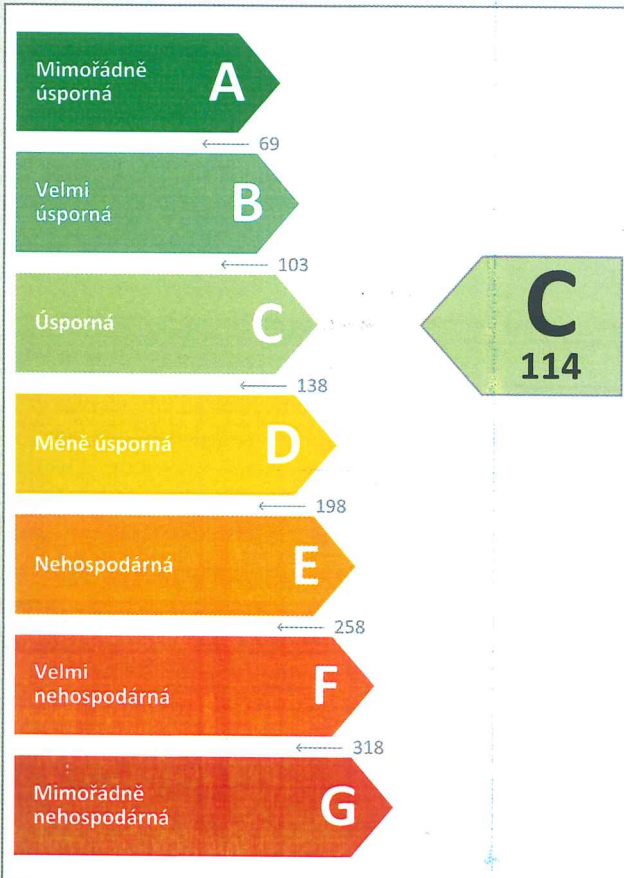 Mimořádně
úsporná
A
69
Velmi
úsporná
B
103
Úsporná
C
C
114
138
Méně úsporná
D
198
Nehospodárná
E
258
Velmi
nehospodárná
F
318
Mimořádně
nehospodárná
G